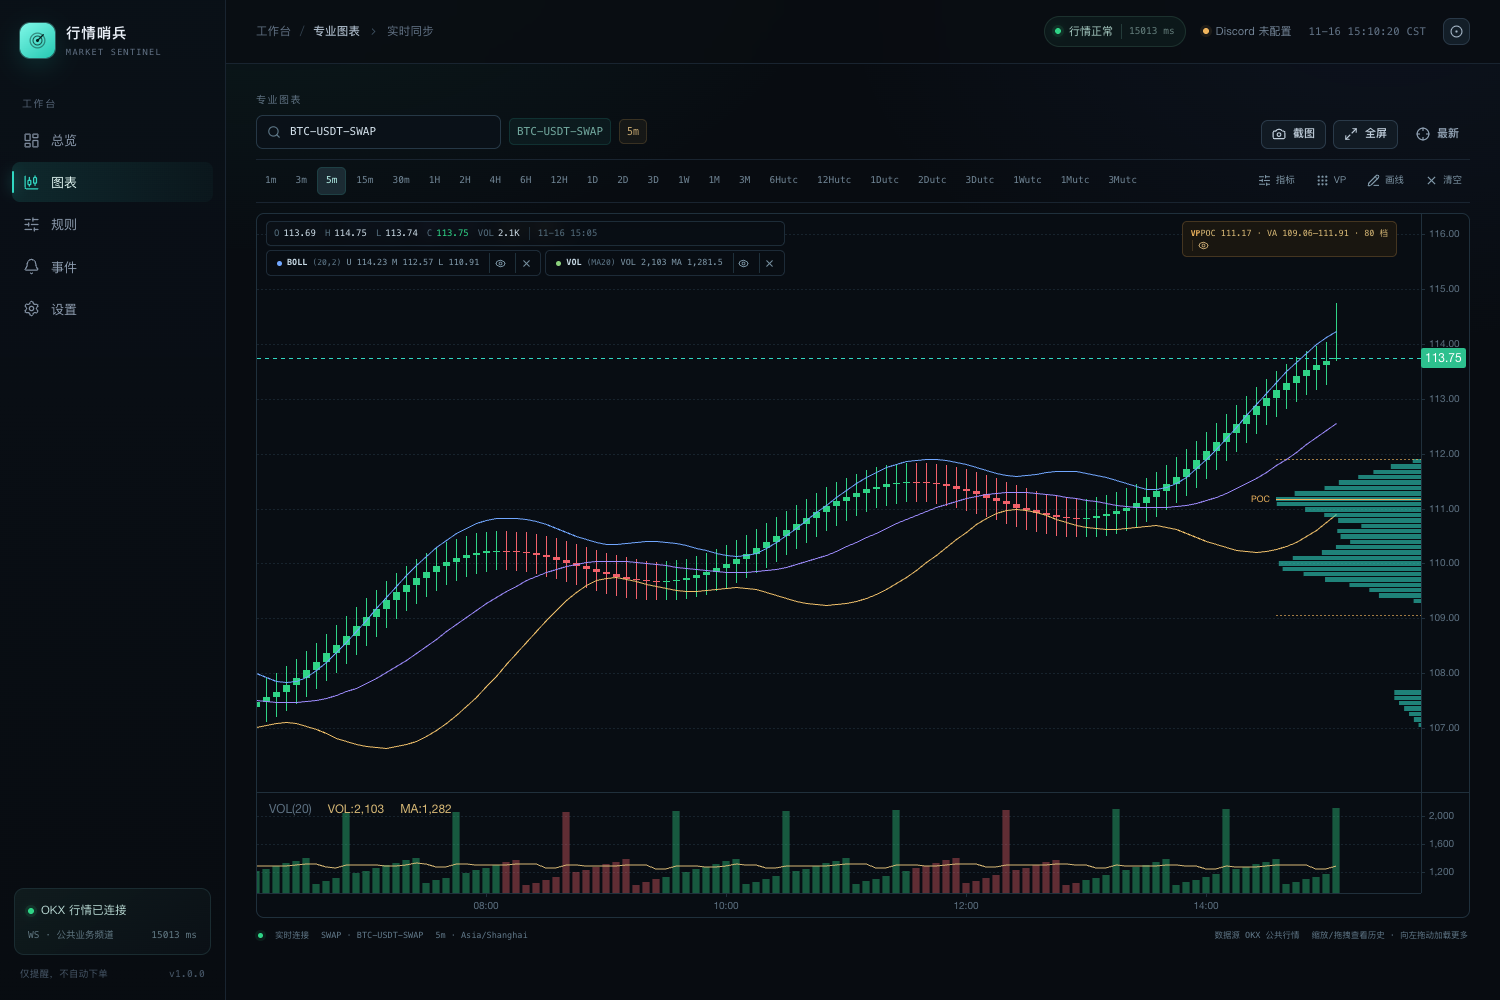 行情哨兵
MARKET SENTINEL
工作台 / 专业图表 › 实时同步
行情正常 15013 ms
Discord 未配置
11-16 15:10:20 CST
工作台
总览
图表
规则
事件
设置
专业图表
BTC-USDT-SWAP
BTC-USDT-SWAP 5m
截图 全屏 最新
1m 3m 5m 15m 30m 1H 2H 4H 6H 12H 1D 2D 3D 1W 1M 3M 6Hutc 12Hutc 1Dutc 2Dutc 3Dutc 1Wutc 1Mutc 3Mutc
指标 VP 画线 清空
O 113.69 H 114.75 L 113.74 C 113.75 VOL 2.1K 11-16 15:05
BOLL (20,2) U 114.23 M 112.57 L 110.91
VOL (MA20) VOL 2,103 MA 1,281.5
VPPOC 111.17 · VA 109.06–111.91 · 80 档
116.00
115.00
114.00
113.75
113.00
112.00
POC
111.00
110.00
109.00
108.00
107.00
VOL(20) VOL:2,103 MA:1,282
2,000
1,600
1,200
08:00 10:00 12:00 14:00
OKX 行情已连接
WS · 公共业务频道 15013 ms
仅提醒，不自动下单 v1.0.0
实时连接 SWAP · BTC-USDT-SWAP 5m · Asia/Shanghai
数据源 OKX 公共行情 缩放/拖拽查看历史 · 向左拖动加载更多